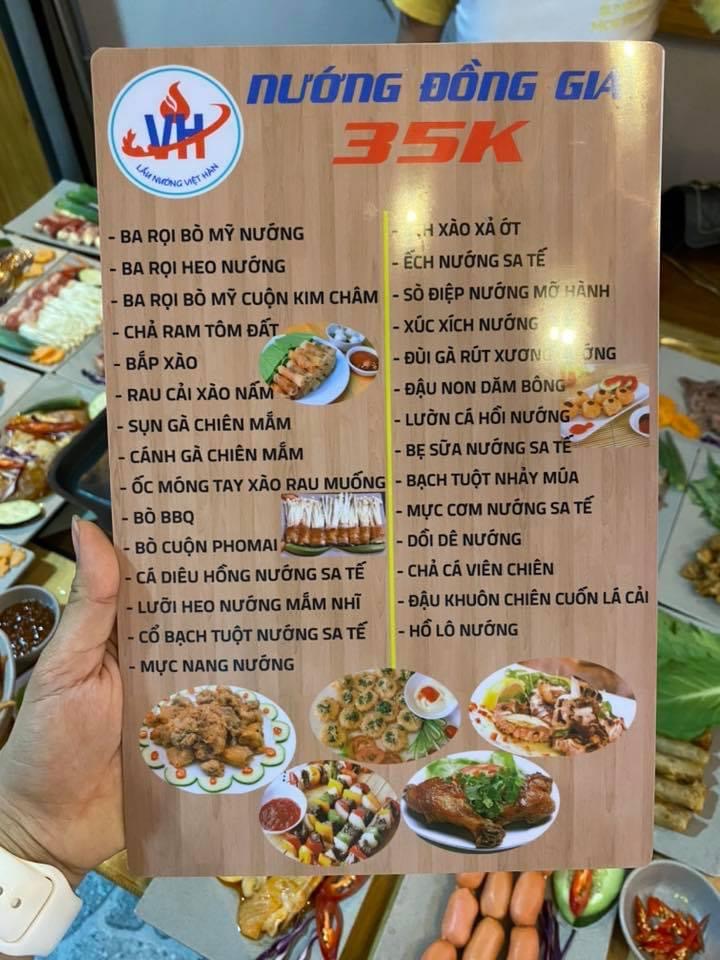 VH
LẨU NƯỚNG VIỆT HÀN
NƯỚNG ĐỒNG GIA
35K
- BA RỌI BÒ MỸ NƯỚNG
- BA RỌI HEO NƯỚNG
- BA RỌI BÒ MỸ CUỘN KIM CHÂM
- CHẢ RAM TÔM ĐẤT
- BẮP XÀO
- RAU CẢI XÀO NẤM
- SỤN GÀ CHIÊN MẮM
- CÁNH GÀ CHIÊN MẮM
- ỐC MÓNG TAY XÀO RAU MUỐNG
- BÒ BBQ
- BÒ CUỘN PHOMAI
- CÁ DIÊU HỒNG NƯỚNG SA TẾ
- LƯỠI HEO NƯỚNG MẮM NHĨ
- CỔ BẠCH TUỘT NƯỚNG SA TẾ
- MỰC NANG NƯỚNG
- XÀO XẢ ỚT
- ẾCH NƯỚNG SA TẾ
- SÒ ĐIỆP NƯỚNG MỠ HÀNH
- XÚC XÍCH NƯỚNG
- ĐÙI GÀ RÚT XƯƠNG NƯỚNG
- ĐẬU NON DĂM BÔNG
- LƯỜN CÁ HỒI NƯỚNG
- BẸ SỮA NƯỚNG SA TẾ
- BẠCH TUỘT NHẢY MÚA
- MỰC CƠM NƯỚNG SA TẾ
- DỒI DÊ NƯỚNG
- CHẢ CÁ VIÊN CHIÊN
- ĐẬU KHUÔN CHIÊN CUỐN LÁ CẢI
- HỒ LÔ NƯỚNG